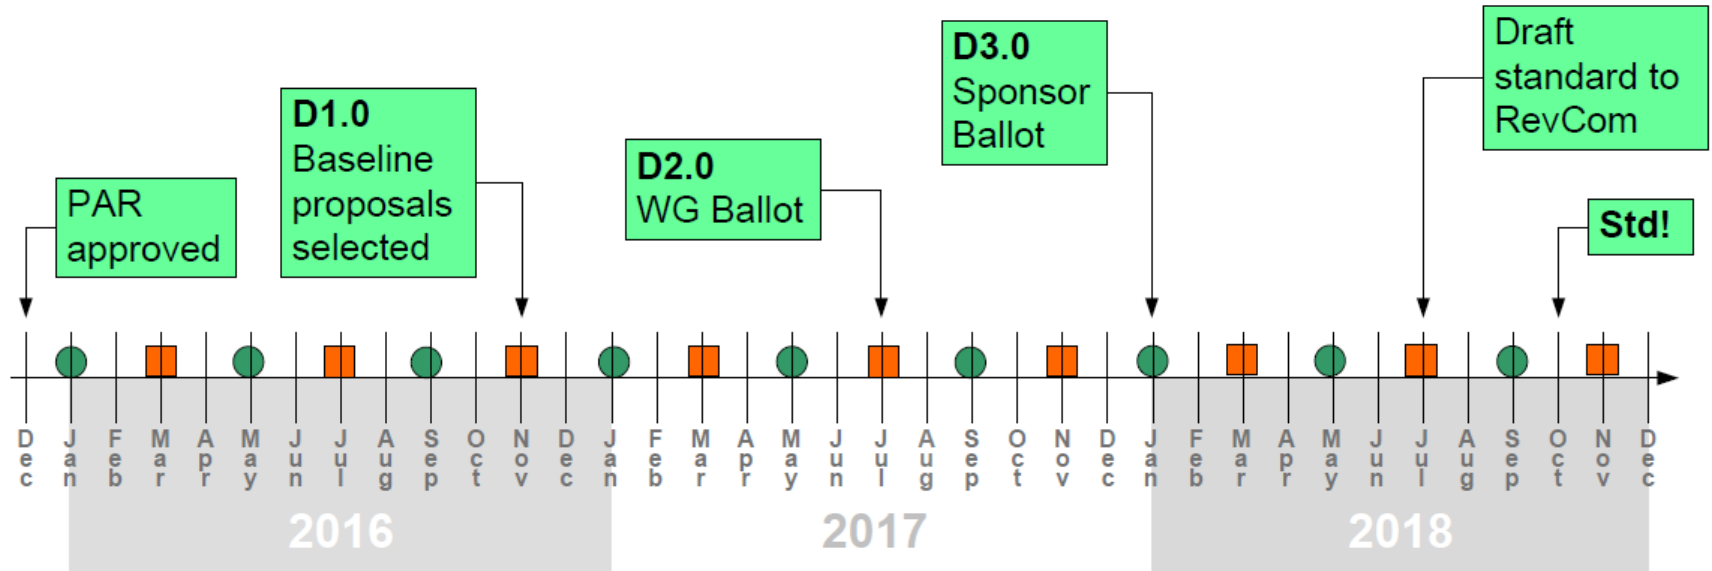 PAR
approved
D1.0
Baseline
proposals
selected
D2.0
WG Ballot
D3.0
Sponsor
Ballot
Draft
standard to
RevCom
Std!
Dec Jan Feb Mar Apr May Jun Jul Aug Sep Oct Nov Dec Jan Feb Mar Apr May Jun Jul Aug Sep Oct Nov Dec Jan Feb Mar Apr May Jun Jul Aug Sep Oct Nov Dec
2016 2017 2018